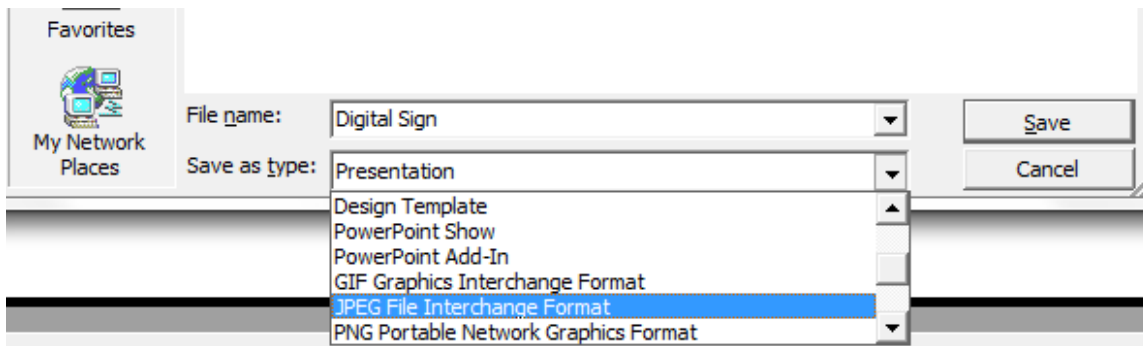 Favorites
My Network
Places
File name:
Digital Sign
Save
Save as type:
Presentation
Cancel
Design Template
PowerPoint Show
PowerPoint Add-In
GIF Graphics Interchange Format
JPEG File Interchange Format
PNG Portable Network Graphics Format